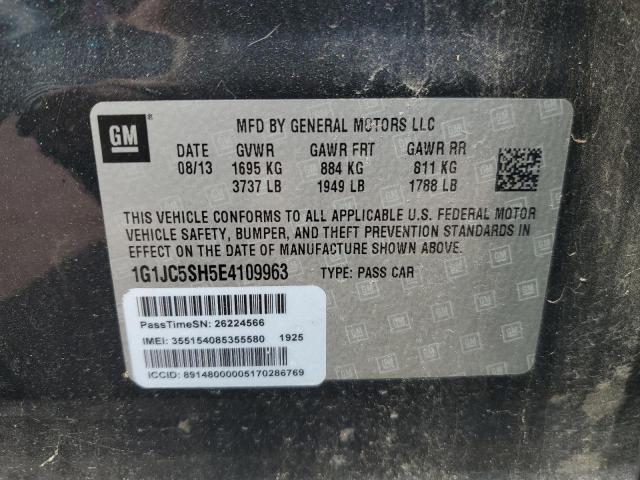 GM
MFD BY GENERAL MOTORS LLC
DATE GVWR GAWR FRT GAWR RR
08/13 1695 KG 884 KG 811 KG
3737 LB 1949 LB 1788 LB
THIS VEHICLE CONFORMS TO ALL APPLICABLE U.S. FEDERAL MOTOR
VEHICLE SAFETY, BUMPER, AND THEFT PREVENTION STANDARDS IN
EFFECT ON THE DATE OF MANUFACTURE SHOWN ABOVE.
1G1JC5SH5E4109963 TYPE: PASS CAR
PassTimeSN: 26224566
IMEI: 355154085355580 1925
ICCID: 89148000005170286769